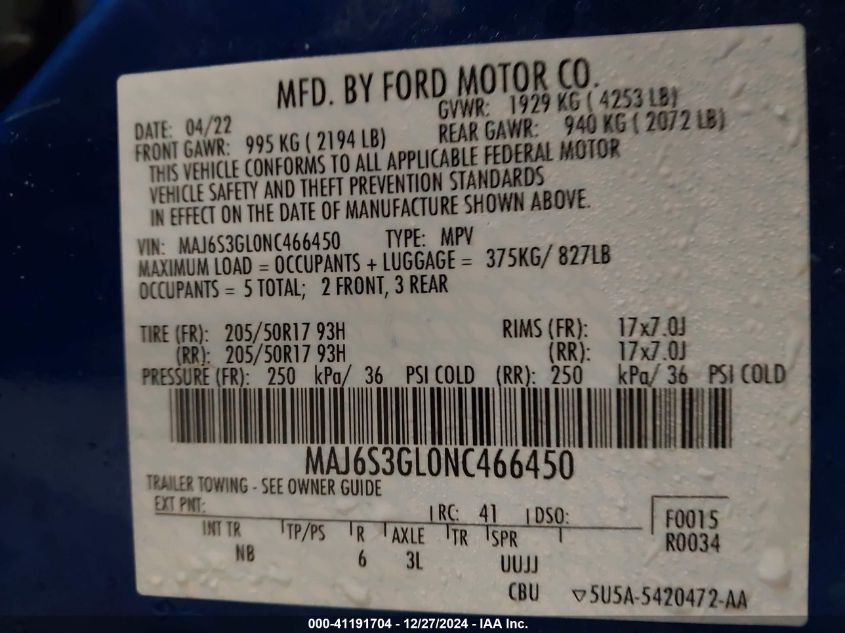 MFD. BY FORD MOTOR CO.
DATE: 04/22 GVWR: 1929 KG ( 4253 LB)
FRONT GAWR: 995 KG ( 2194 LB) REAR GAWR: 940 KG ( 2072 LB)
THIS VEHICLE CONFORMS TO ALL APPLICABLE FEDERAL MOTOR
VEHICLE SAFETY AND THEFT PREVENTION STANDARDS
IN EFFECT ON THE DATE OF MANUFACTURE SHOWN ABOVE.
VIN: MAJ6S3GL0NC466450 TYPE: MPV
MAXIMUM LOAD = OCCUPANTS + LUGGAGE = 375KG/ 827LB
OCCUPANTS = 5 TOTAL; 2 FRONT, 3 REAR
TIRE (FR): 205/50R17 93H RIMS (FR): 17x7.0J
(RR): 205/50R17 93H (RR): 17x7.0J
PRESSURE (FR): 250 kPa/ 36 PSI COLD (RR): 250 kPa/ 36 PSI COLD
MAJ6S3GL0NC466450
TRAILER TOWING - SEE OWNER GUIDE
EXT PNT: RC: 41 DSO: F0015
INT TR TP/PS R AXLE TR SPR R0034
NB 6 3L UUJJ
CBU ▽5U5A-5420472-AA
000-41191704 — 12/27/2024 — IAA Inc.